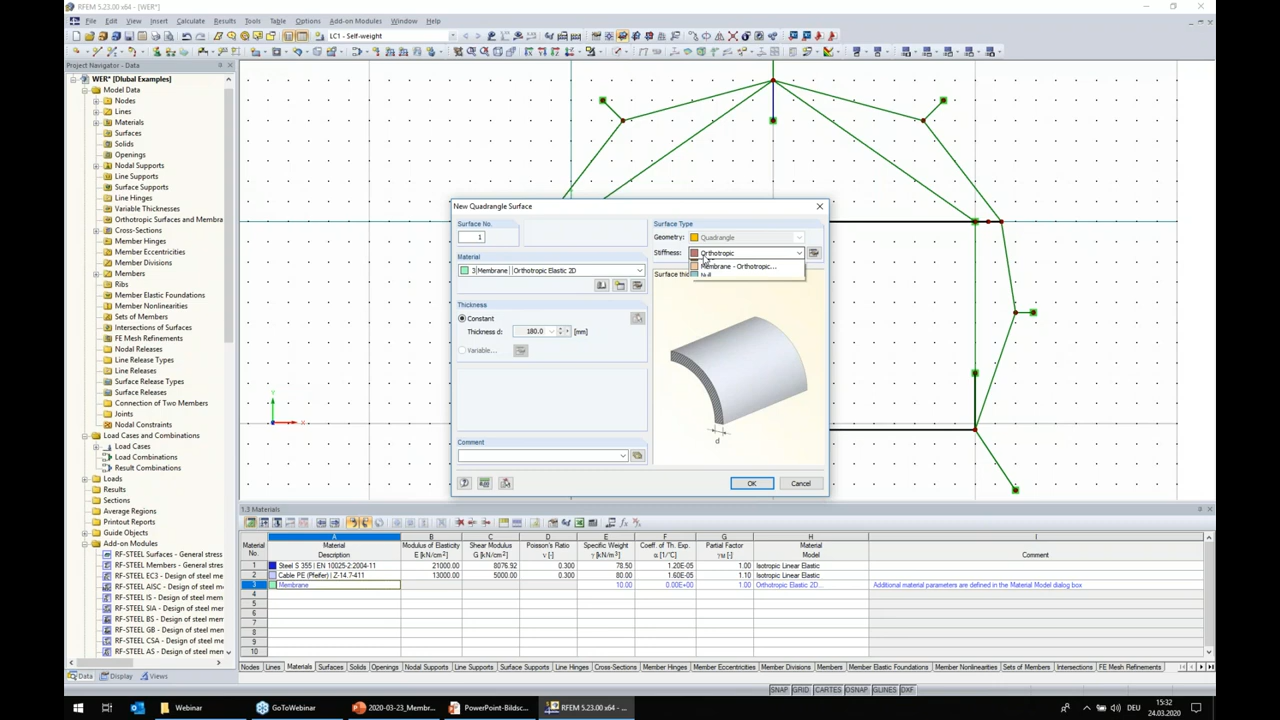 RFEM 5.23.00 x64 - [WER*]
File Edit View Insert Calculate Results Tools Table Options Add-on Modules Window Help
LC1 - Self-weight
Project Navigator - Data
WER* [Dlubal Examples]
Model Data
Nodes
Lines
Materials
Surfaces
Solids
Openings
Nodal Supports
Line Supports
Surface Supports
Line Hinges
Variable Thicknesses
Orthotropic Surfaces and Membra
Cross-Sections
Member Hinges
Member Eccentricities
Member Divisions
Members
Ribs
Member Elastic Foundations
Member Nonlinearities
Sets of Members
Intersections of Surfaces
FE Mesh Refinements
Nodal Releases
Line Release Types
Line Releases
Surface Release Types
Surface Releases
Connection of Two Members
Joints
Nodal Constraints
Load Cases and Combinations
Load Cases
Load Combinations
Result Combinations
Loads
Results
Sections
Average Regions
Printout Reports
Guide Objects
Add-on Modules
RF-STEEL Surfaces - General stress
RF-STEEL Members - General stres
RF-STEEL EC3 - Design of steel me
RF-STEEL AISC - Design of steel m
RF-STEEL IS - Design of steel mem
RF-STEEL SIA - Design of steel me
RF-STEEL BS - Design of steel mem
RF-STEEL GB - Design of steel mem
RF-STEEL CSA - Design of steel me
RF-STEEL AS - Design of steel mem
Data Display Views
New Quadrangle Surface
Surface No.
1
Material
3 Membrane | Orthotropic Elastic 2D
Thickness
Constant
Thickness d: 180.0 [mm]
Variable...
Comment
Surface Type
Geometry: Quadrangle
Stiffness: Orthotropic
Membrane - Orthotropic...
Null
d
OK Cancel
Y
X
1.3 Materials
A B C D E F G H I
Material Material Modulus of Elasticity Shear Modulus Poisson's Ratio Specific Weight Coeff. of Th. Exp. Partial Factor Material
No. Description E [kN/cm²] G [kN/cm²] ν [-] γ [kN/m³] α [1/°C] γM [-] Model Comment
1 Steel S 355 | EN 10025-2:2004-11 21000.00 8076.92 0.300 78.50 1.20E-05 1.00 Isotropic Linear Elastic
2 Cable PE (Pfeifer) | Z-14.7-411 13000.00 5000.00 0.300 80.00 1.60E-05 1.10 Isotropic Linear Elastic
3 Membrane 10.00 0.00E+00 1.00 Orthotropic Elastic 2D... Additional material parameters are defined in the Material Model dialog box
4
5
6
7
8
9
10
Nodes Lines Materials Surfaces Solids Openings Nodal Supports Line Supports Surface Supports Line Hinges Cross-Sections Member Hinges Member Eccentricities Member Divisions Members Member Elastic Foundations Member Nonlinearities Sets of Members Intersections FE Mesh Refinements
SNAP GRID CARTES OSNAP GLINES DXF
Webinar GoToWebinar 2020-03-23_Membr... PowerPoint-Bildsc... RFEM 5.23.00 x64 - ... DEU 15:32
24.03.2020